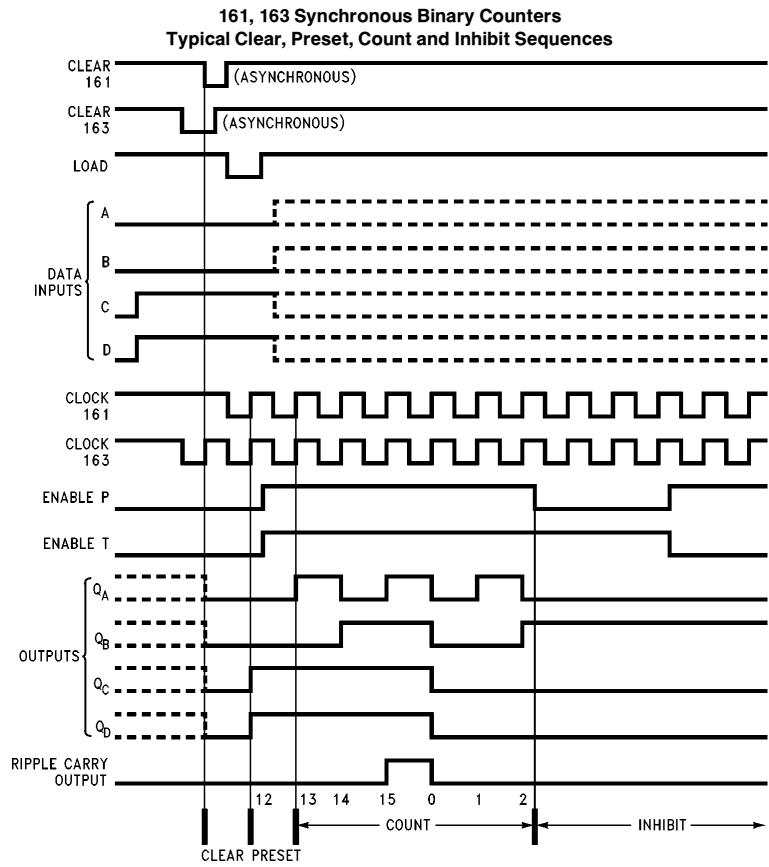 161, 163 Synchronous Binary Counters
Typical Clear, Preset, Count and Inhibit Sequences
CLEAR
161
(ASYNCHRONOUS)
CLEAR
163
(ASYNCHRONOUS)
LOAD
DATA
INPUTS
A
B
C
D
CLOCK
161
CLOCK
163
ENABLE P
ENABLE T
OUTPUTS
QA
QB
QC
QD
RIPPLE CARRY
OUTPUT
12 13 14 15 0 1 2
COUNT
INHIBIT
CLEAR PRESET